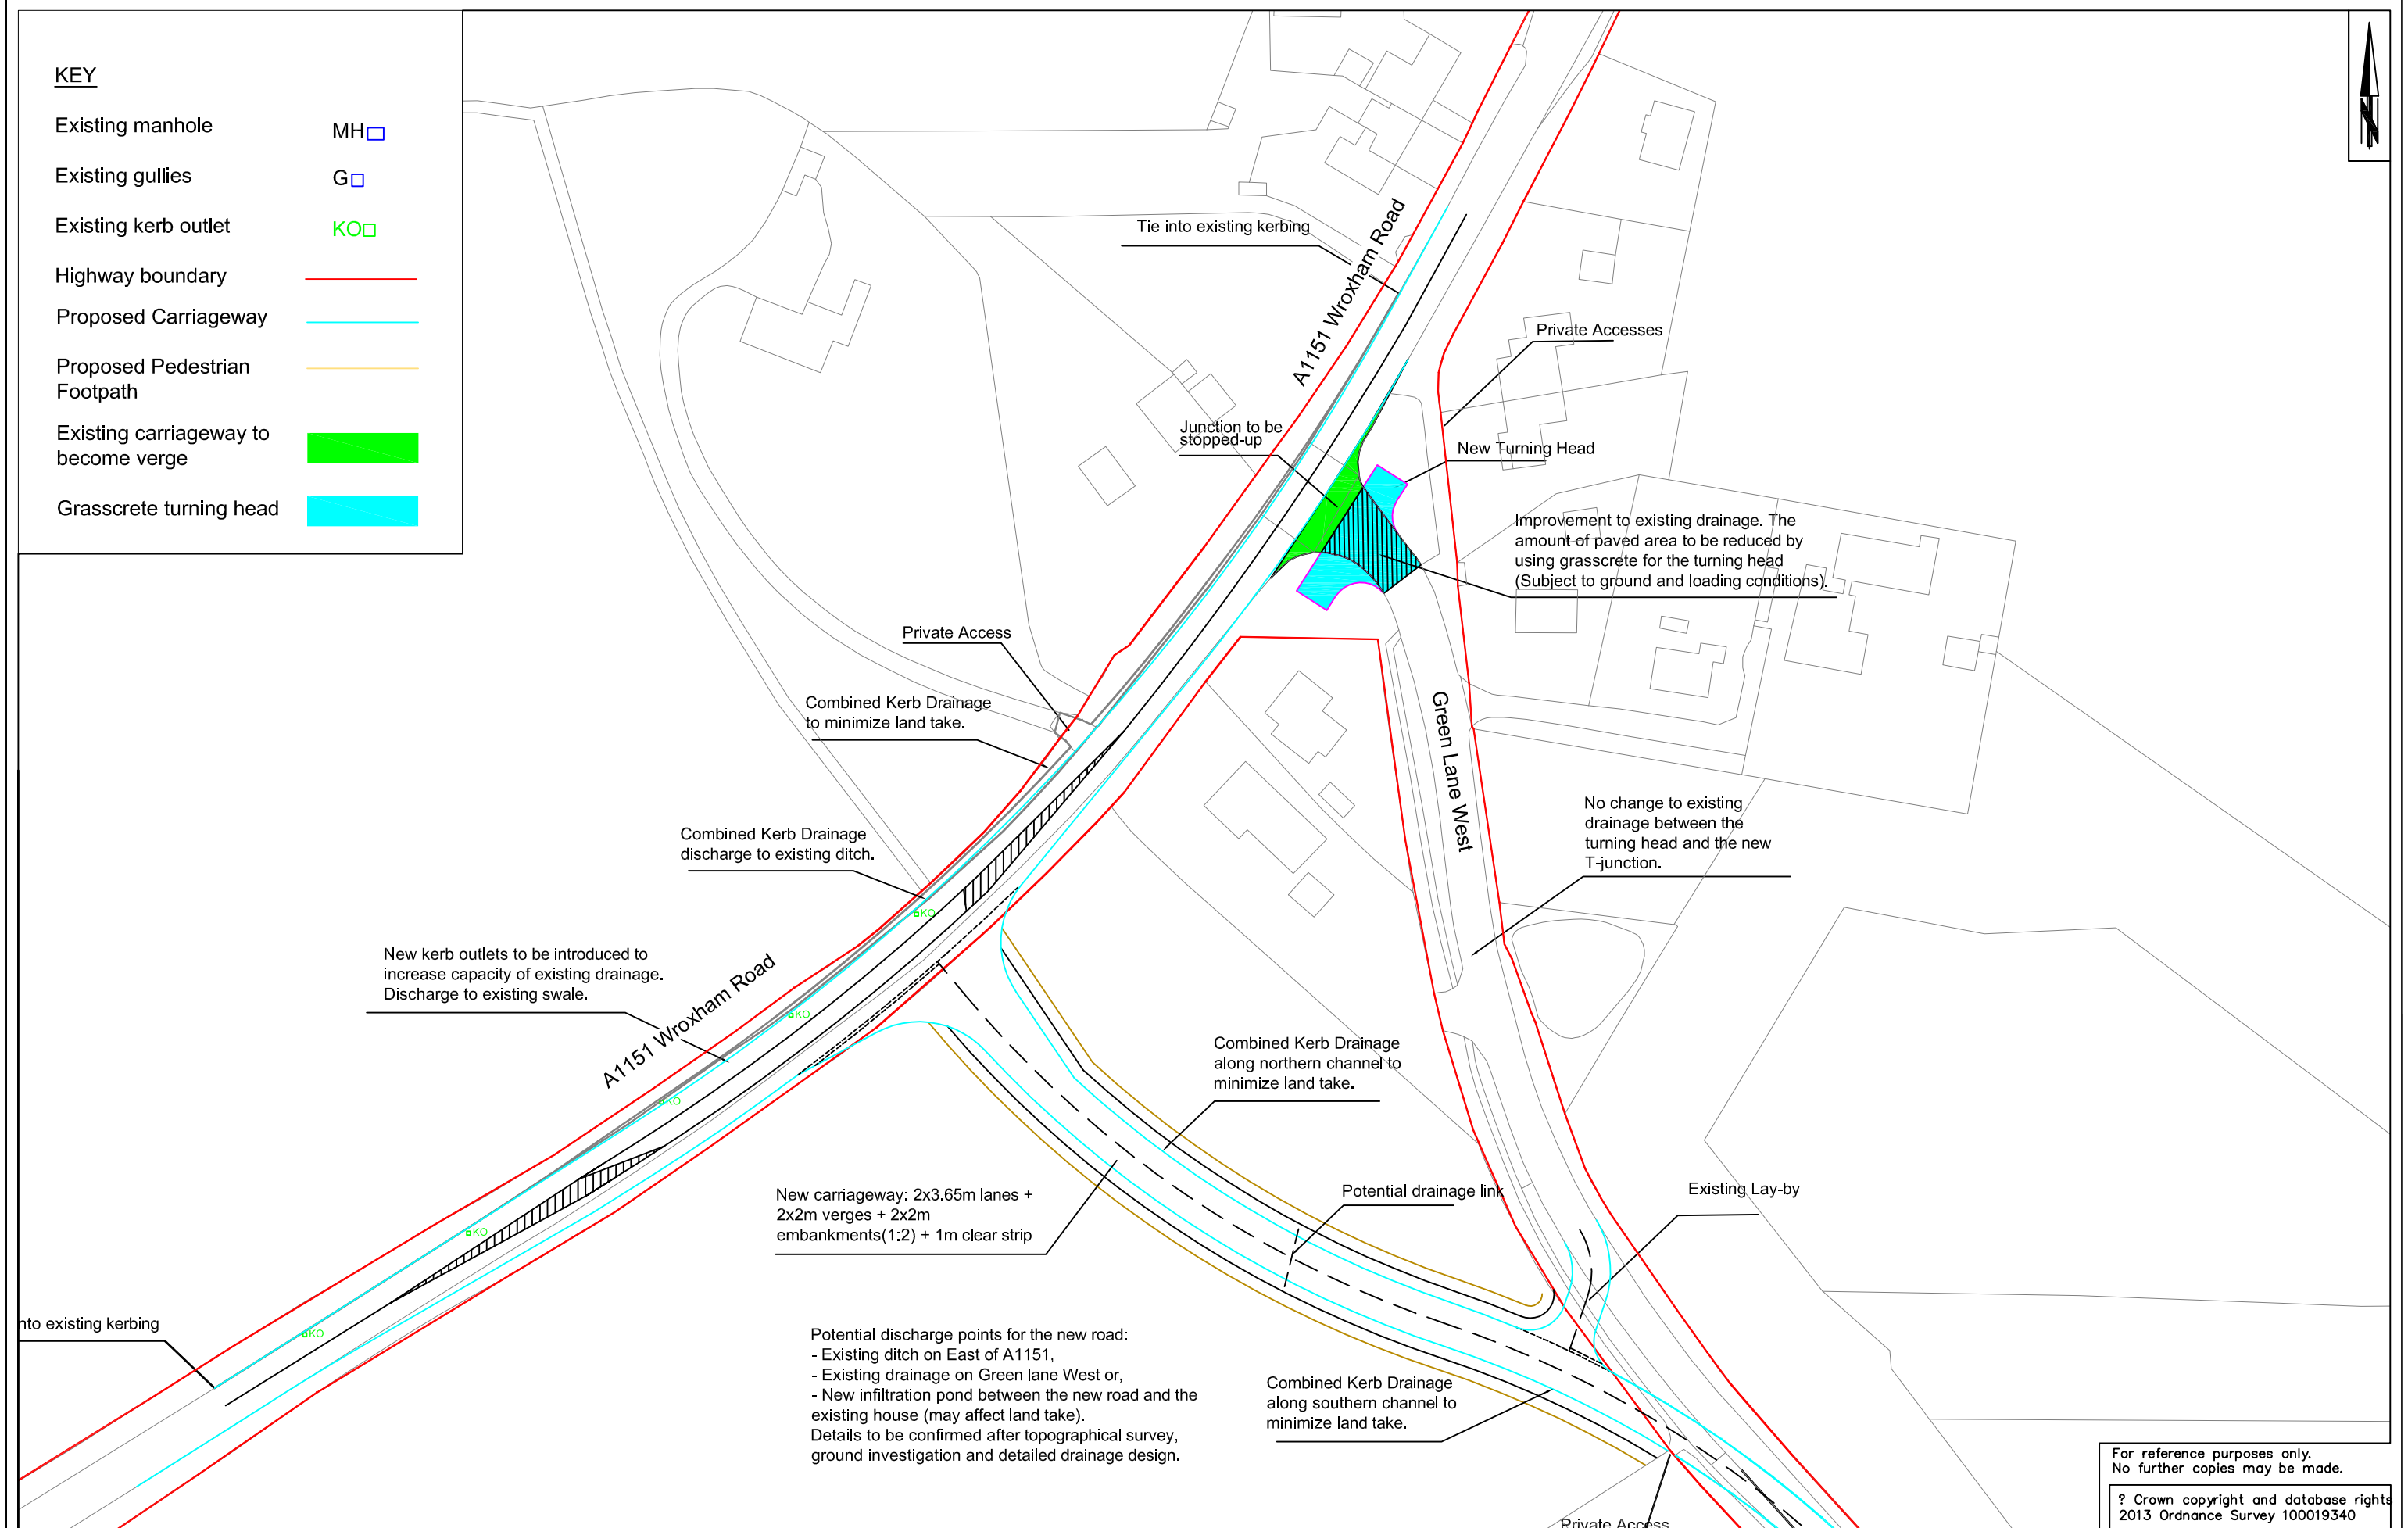 KEY
Existing manhole
MH
Existing gullies
G
Existing kerb outlet
KO
Highway boundary
Proposed Carriageway
Proposed Pedestrian
Footpath
Existing carriageway to
become verge
Grasscrete turning head
N
Tie into existing kerbing
A1151 Wroxham Road
Private Accesses
Junction to be
stopped-up
New Turning Head
Improvement to existing drainage. The
amount of paved area to be reduced by
using grasscrete for the turning head
(Subject to ground and loading conditions).
Private Access
Combined Kerb Drainage
to minimize land take.
Green Lane West
No change to existing
drainage between the
turning head and the new
T-junction.
Combined Kerb Drainage
discharge to existing ditch.
KO
New kerb outlets to be introduced to
increase capacity of existing drainage.
Discharge to existing swale.
A1151 Wroxham Road
KO
KO
KO
KO
Combined Kerb Drainage
along northern channel to
minimize land take.
New carriageway: 2x3.65m lanes +
2x2m verges + 2x2m
embankments(1:2) + 1m clear strip
Potential drainage link
Existing Lay-by
nto existing kerbing
Potential discharge points for the new road:
- Existing ditch on East of A1151,
- Existing drainage on Green lane West or,
- New infiltration pond between the new road and the
existing house (may affect land take).
Details to be confirmed after topographical survey,
ground investigation and detailed drainage design.
Combined Kerb Drainage
along southern channel to
minimize land take.
Private Access
For reference purposes only.
No further copies may be made.
? Crown copyright and database rights
2013 Ordnance Survey 100019340